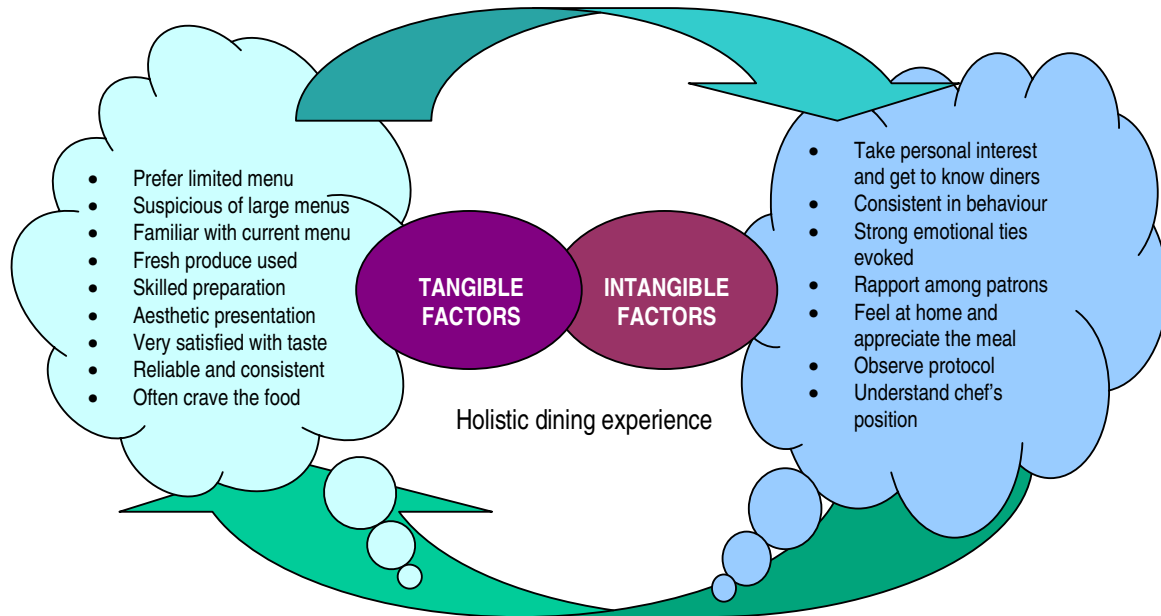 • Prefer limited menu
• Suspicious of large menus
• Familiar with current menu
• Fresh produce used
• Skilled preparation
• Aesthetic presentation
• Very satisfied with taste
• Reliable and consistent
• Often crave the food
TANGIBLE
FACTORS
INTANGIBLE
FACTORS
Holistic dining experience
• Take personal interest
and get to know diners
• Consistent in behaviour
• Strong emotional ties
evoked
• Rapport among patrons
• Feel at home and
appreciate the meal
• Observe protocol
• Understand chef's
position